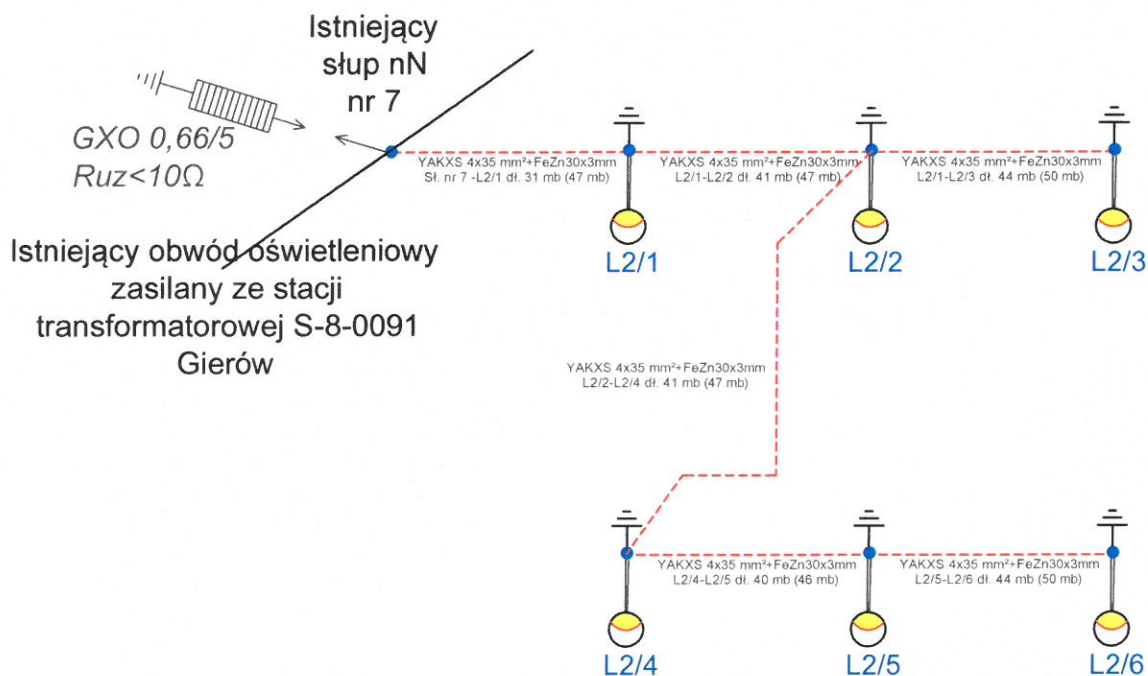 Istniejący
słup nN
nr 7
GXO 0,66/5
Ruz<10Ω
YAKXS 4x35 mm²+FeZn30x3mm
Sł. nr 7 -L2/1 dł. 31 mb (47 mb)
YAKXS 4x35 mm²+FeZn30x3mm
L2/1-L2/2 dł. 41 mb (47 mb)
YAKXS 4x35 mm²+FeZn30x3mm
L2/1-L2/3 dł. 44 mb (50 mb)
L2/1
L2/2
L2/3
Istniejący obwód oświetleniowy
zasilany ze stacji
transformatorowej S-8-0091
Gierów
YAKXS 4x35 mm²+FeZn30x3mm
L2/2-L2/4 dł. 41 mb (47 mb)
YAKXS 4x35 mm²+FeZn30x3mm
L2/4-L2/5 dł. 40 mb (46 mb)
YAKXS 4x35 mm²+FeZn30x3mm
L2/5-L2/6 dł. 44 mb (50 mb)
L2/4
L2/5
L2/6